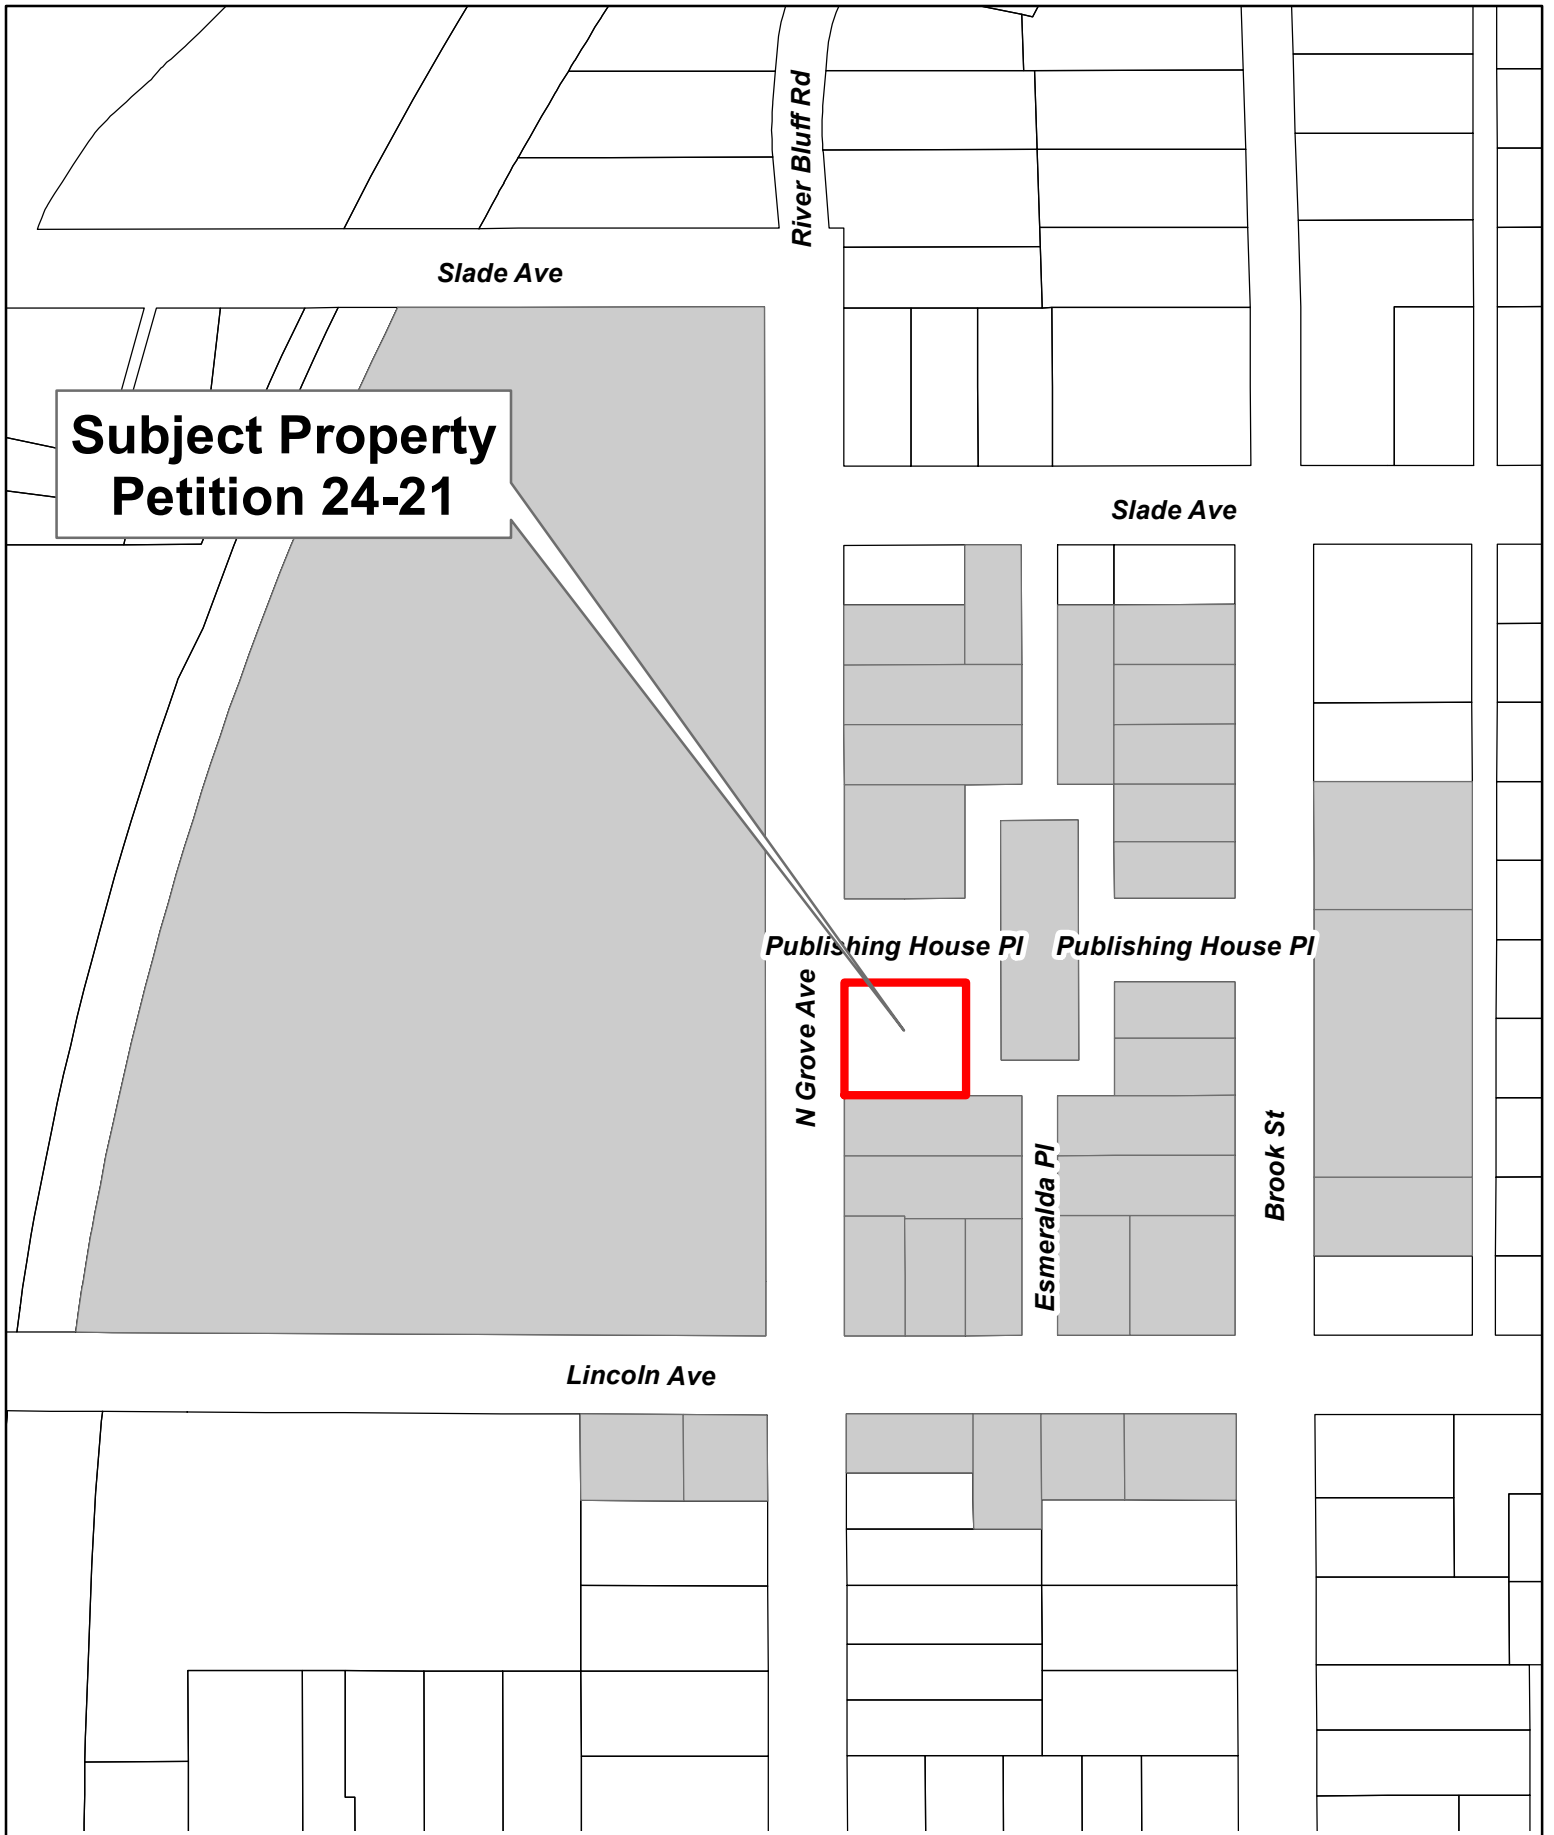 River Bluff Rd
Slade Ave
Subject Property
Petition 24-21
Slade Ave
Publishing House Pl
Publishing House Pl
N Grove Ave
Brook St
Esmeralda Pl
Lincoln Ave